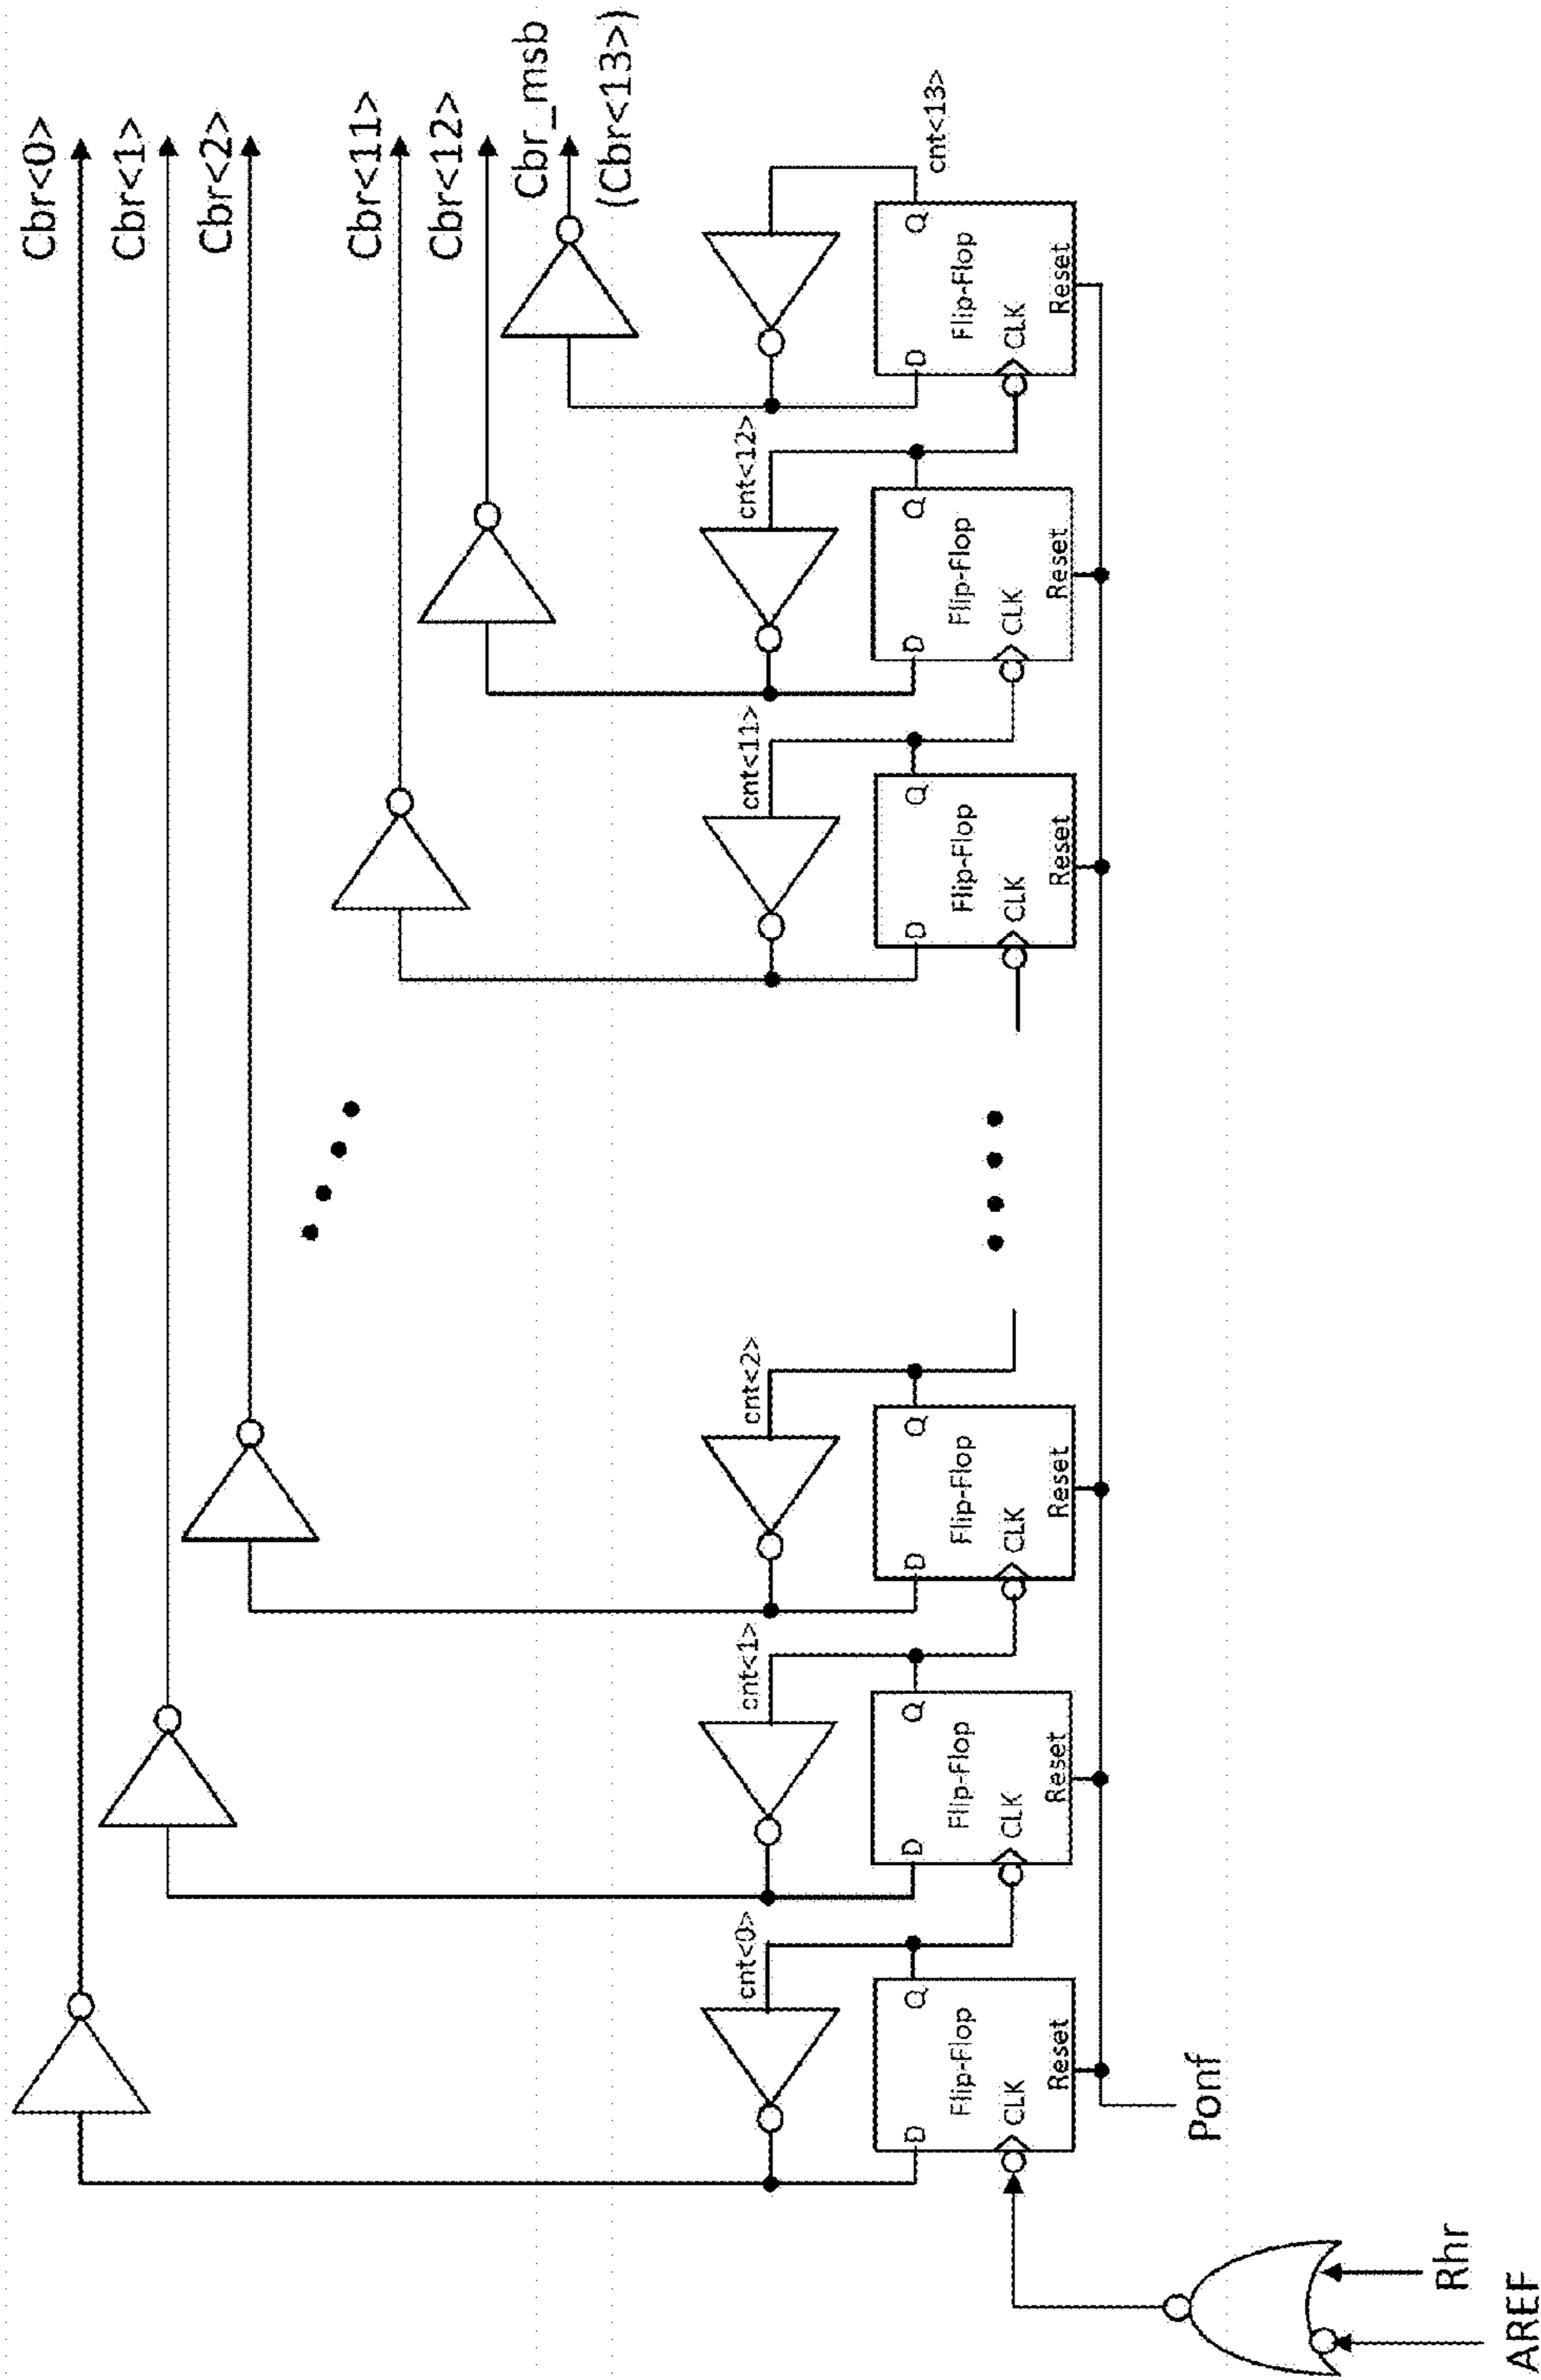 Cbr<0>
Cbr<1>
Cbr<2>
Cbr<11>
Cbr<12>
Cbr_msb
(Cbr<13>)
cnt<0>
cnt<1>
cnt<2>
cnt<11>
cnt<12>
cnt<13>
D
Q
Flip-Flop
CLK
Reset
D
Q
Flip-Flop
CLK
Reset
D
Q
Flip-Flop
CLK
Reset
D
Q
Flip-Flop
CLK
Reset
D
Q
Flip-Flop
CLK
Reset
D
Q
Flip-Flop
CLK
Reset
Ponf
Rhr
AREF